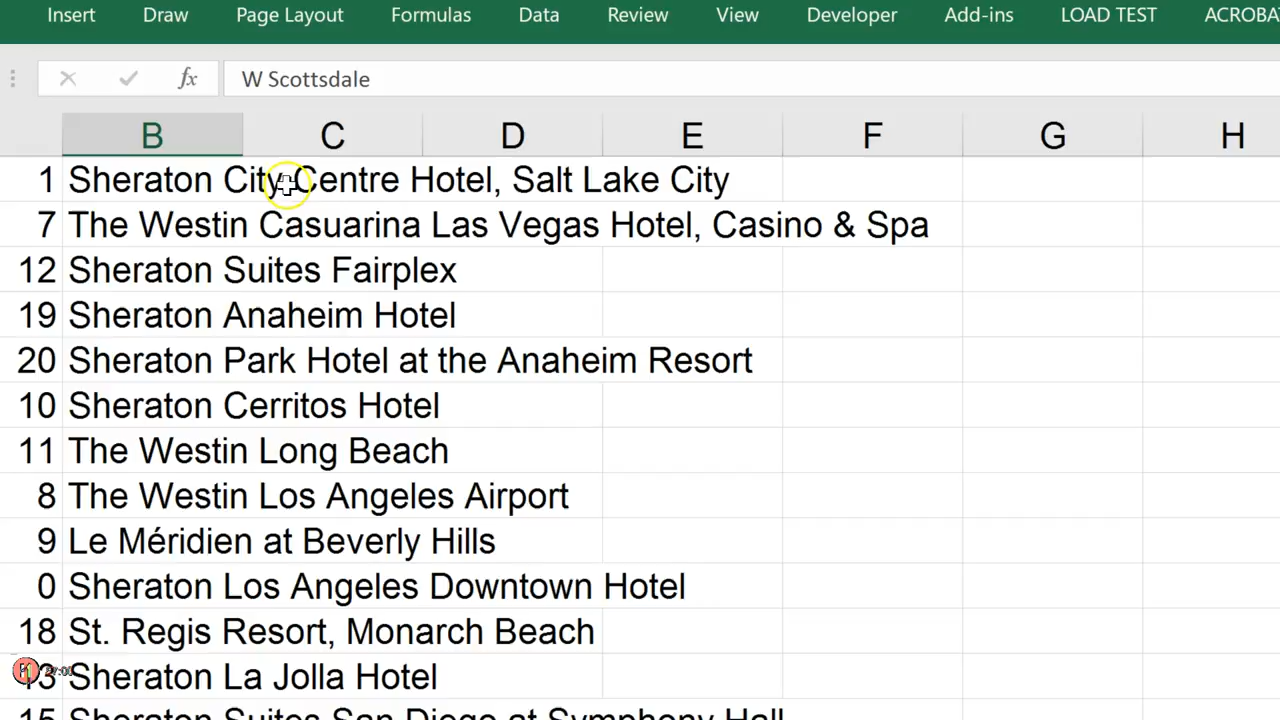 Insert Draw Page Layout Formulas Data Review View Developer Add-ins LOAD TEST ACROBA
fx W Scottsdale
B C D E F G H
1 Sheraton City Centre Hotel, Salt Lake City
7 The Westin Casuarina Las Vegas Hotel, Casino & Spa
12 Sheraton Suites Fairplex
19 Sheraton Anaheim Hotel
20 Sheraton Park Hotel at the Anaheim Resort
10 Sheraton Cerritos Hotel
11 The Westin Long Beach
8 The Westin Los Angeles Airport
9 Le Méridien at Beverly Hills
0 Sheraton Los Angeles Downtown Hotel
18 St. Regis Resort, Monarch Beach
13 Sheraton La Jolla Hotel
15 Sheraton Suites San Diego at Symphony Hall